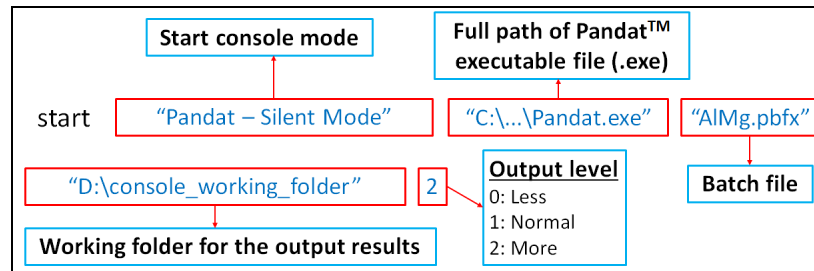 Start console mode
Full path of Pandat™
executable file (.exe)
start “Pandat – Silent Mode” “C:\...\Pandat.exe” “AlMg.pbfx”
“D:\console_working_folder” 2
Output level
0: Less
1: Normal
2: More
Batch file
Working folder for the output results